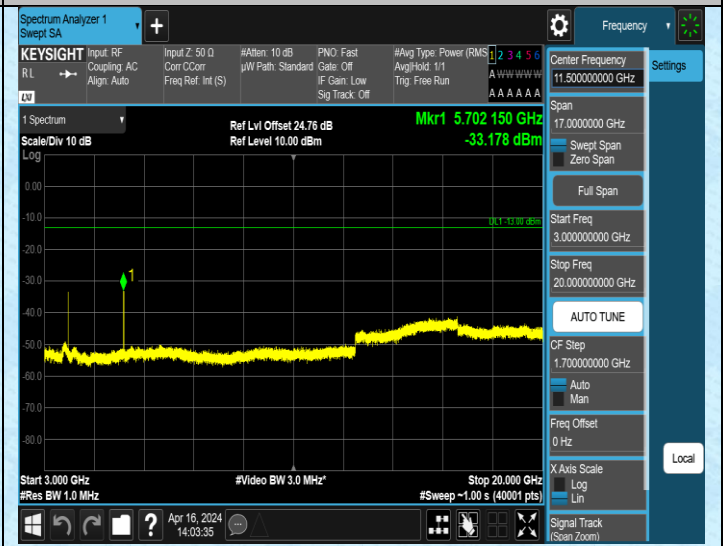 Spectrum Analyzer 1
Swept SA
+
Frequency
KEYSIGHT
RL
LXI
Input: RF
Coupling: AC
Align: Auto
Input Z: 50 Ω
Corr CCorr
Freq Ref: Int (S)
#Atten: 10 dB
µW Path: Standard
PNO: Fast
Gate: Off
IF Gain: Low
Sig Track: Off
#Avg Type: Power (RMS
Avg|Hold: 1/1
Trig: Free Run
1 2 3 4 5 6
A W W W W W
A A A A A A
1 Spectrum
Scale/Div 10 dB
Log
Ref Lvl Offset 24.76 dB
Ref Level 10.00 dBm
Mkr1 5.702 150 GHz
-33.178 dBm
0.00
-10.0
-20.0
-30.0
-40.0
-50.0
-60.0
-70.0
-80.0
1
DL1 -13.00 dBm
Start 3.000 GHz
#Res BW 1.0 MHz
#Video BW 3.0 MHz*
Stop 20.000 GHz
#Sweep ~1.00 s (40001 pts)
?
Apr 16, 2024
14:03:35
Center Frequency
11.500000000 GHz
Span
17.0000000 GHz
Swept Span
Zero Span
Full Span
Start Freq
3.000000000 GHz
Stop Freq
20.000000000 GHz
AUTO TUNE
CF Step
1.700000000 GHz
Auto
Man
Freq Offset
0 Hz
X Axis Scale
Log
Lin
Signal Track
(Span Zoom)
Settings
Local